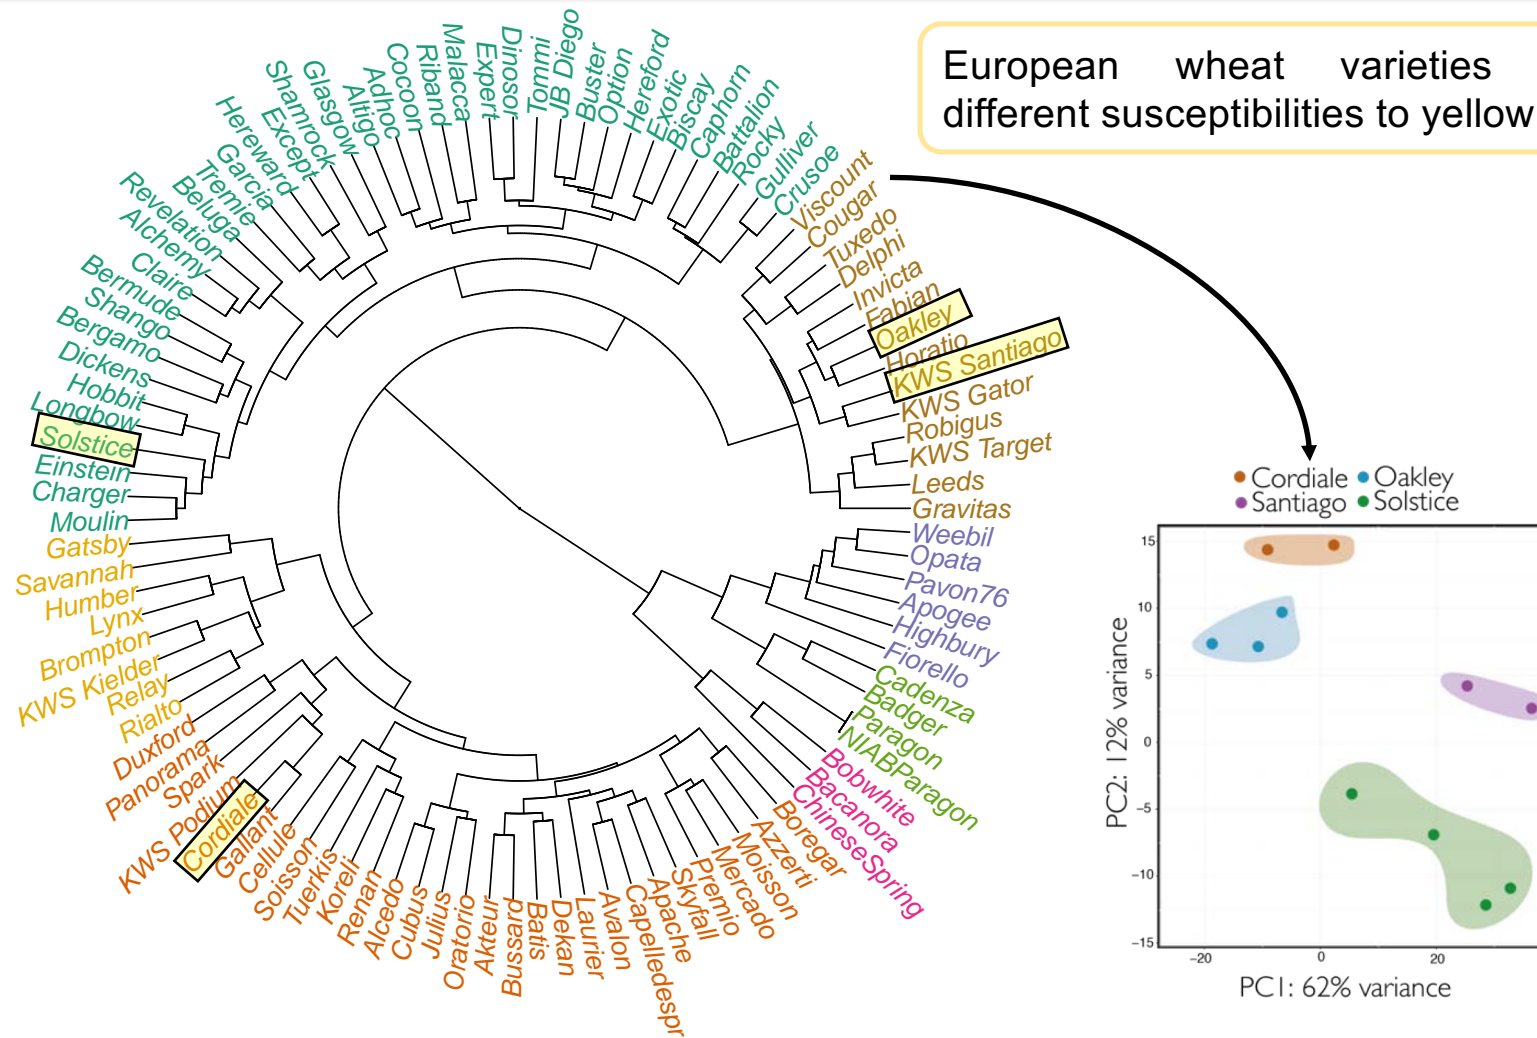 European wheat varieties
different susceptibilities to yellow
Moulin
Charger
Einstein
Solstice
Longbow
Hobbit
Dickens
Bergamo
Shango
Bermude
Claire
Alchemy
Revelation
Beluga
Tremie
Garcia
Hereward
Except
Shamrock
Glasgow
Altigo
Adhoc
Cocoon
Riband
Malacca
Expert
Dinosor
Tommi
JB Diego
Buster
Option
Hereford
Exotic
Biscay
Caphorn
Battalion
Rocky
Gulliver
Crusoe
Viscount
Cougar
Tuxedo
Delphi
Invicta
Fabian
Oakley
Horatio
KWS Santiago
KWS Gator
Robigus
KWS Target
Leeds
Gravitas
Weebil
Opata
Pavon76
Apogee
Highbury
Fiorello
Cadenza
Badger
Paragon
NIABParagon
Bobwhite
Bacanora
ChineseSpring
Boregar
Azzerti
Moisson
Mercado
Premio
Skyfall
Apache
Capelledespr
Avalon
Laurier
Dekan
Batis
Bussard
Akteur
Oratorio
Julius
Cubus
Alcedo
Renan
Koreli
Tuerkis
Soisson
Cellule
Gallant
Cordiale
KWS Podium
Spark
Panorama
Duxford
Rialto
Relay
KWS Kielder
Brompton
Lynx
Humber
Savannah
Gatsby
Cordiale Oakley
Santiago Solstice
15
10
5
0
−5
−10
−15
PC2: 12% variance
−20 0 20
PC1: 62% variance